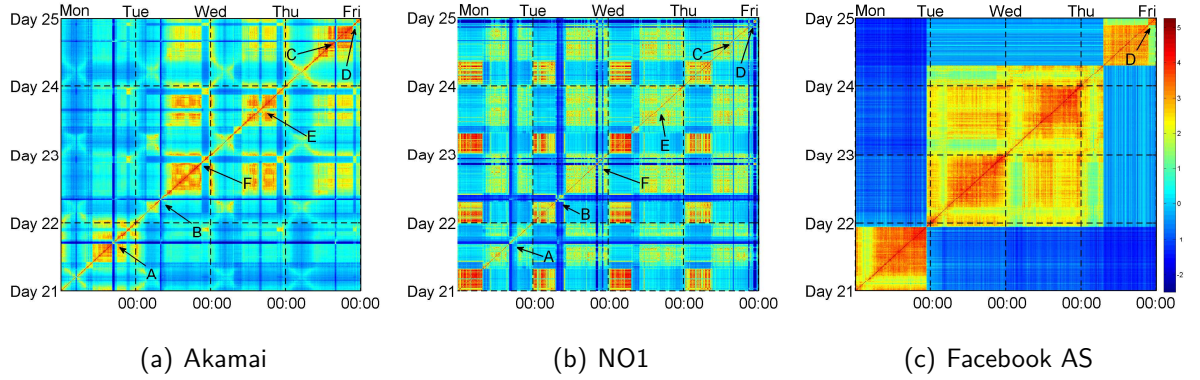 Mon Tue Wed Thu Fri
Day 25
Day 24
Day 23
Day 22
Day 21
C
D
E
F
B
A
00:00 00:00 00:00 00:00
(a) Akamai
Mon Tue Wed Thu Fri
Day 25
Day 24
Day 23
Day 22
Day 21
C
D
E
F
B
A
00:00 00:00 00:00 00:00
(b) NO1
Mon Tue Wed Thu Fri
Day 25
Day 24
Day 23
Day 22
Day 21
D
00:00 00:00 00:00 00:00
5
4
3
2
1
0
-1
-2
(c) Facebook AS